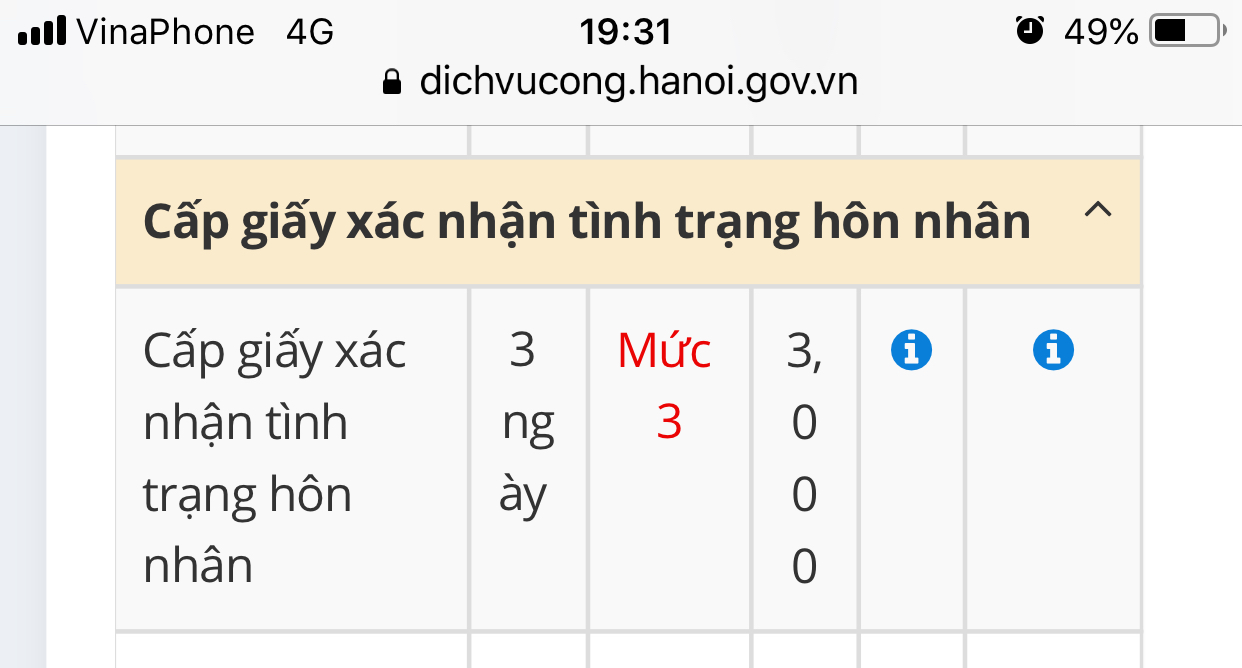 VinaPhone 4G 19:31 49%
dichvucong.hanoi.gov.vn
Cấp giấy xác nhận tình trạng hôn nhân
Cấp giấy xác 3 Mức 3,
nhận tình ng 3 0
trạng hôn ày 0
nhân 0